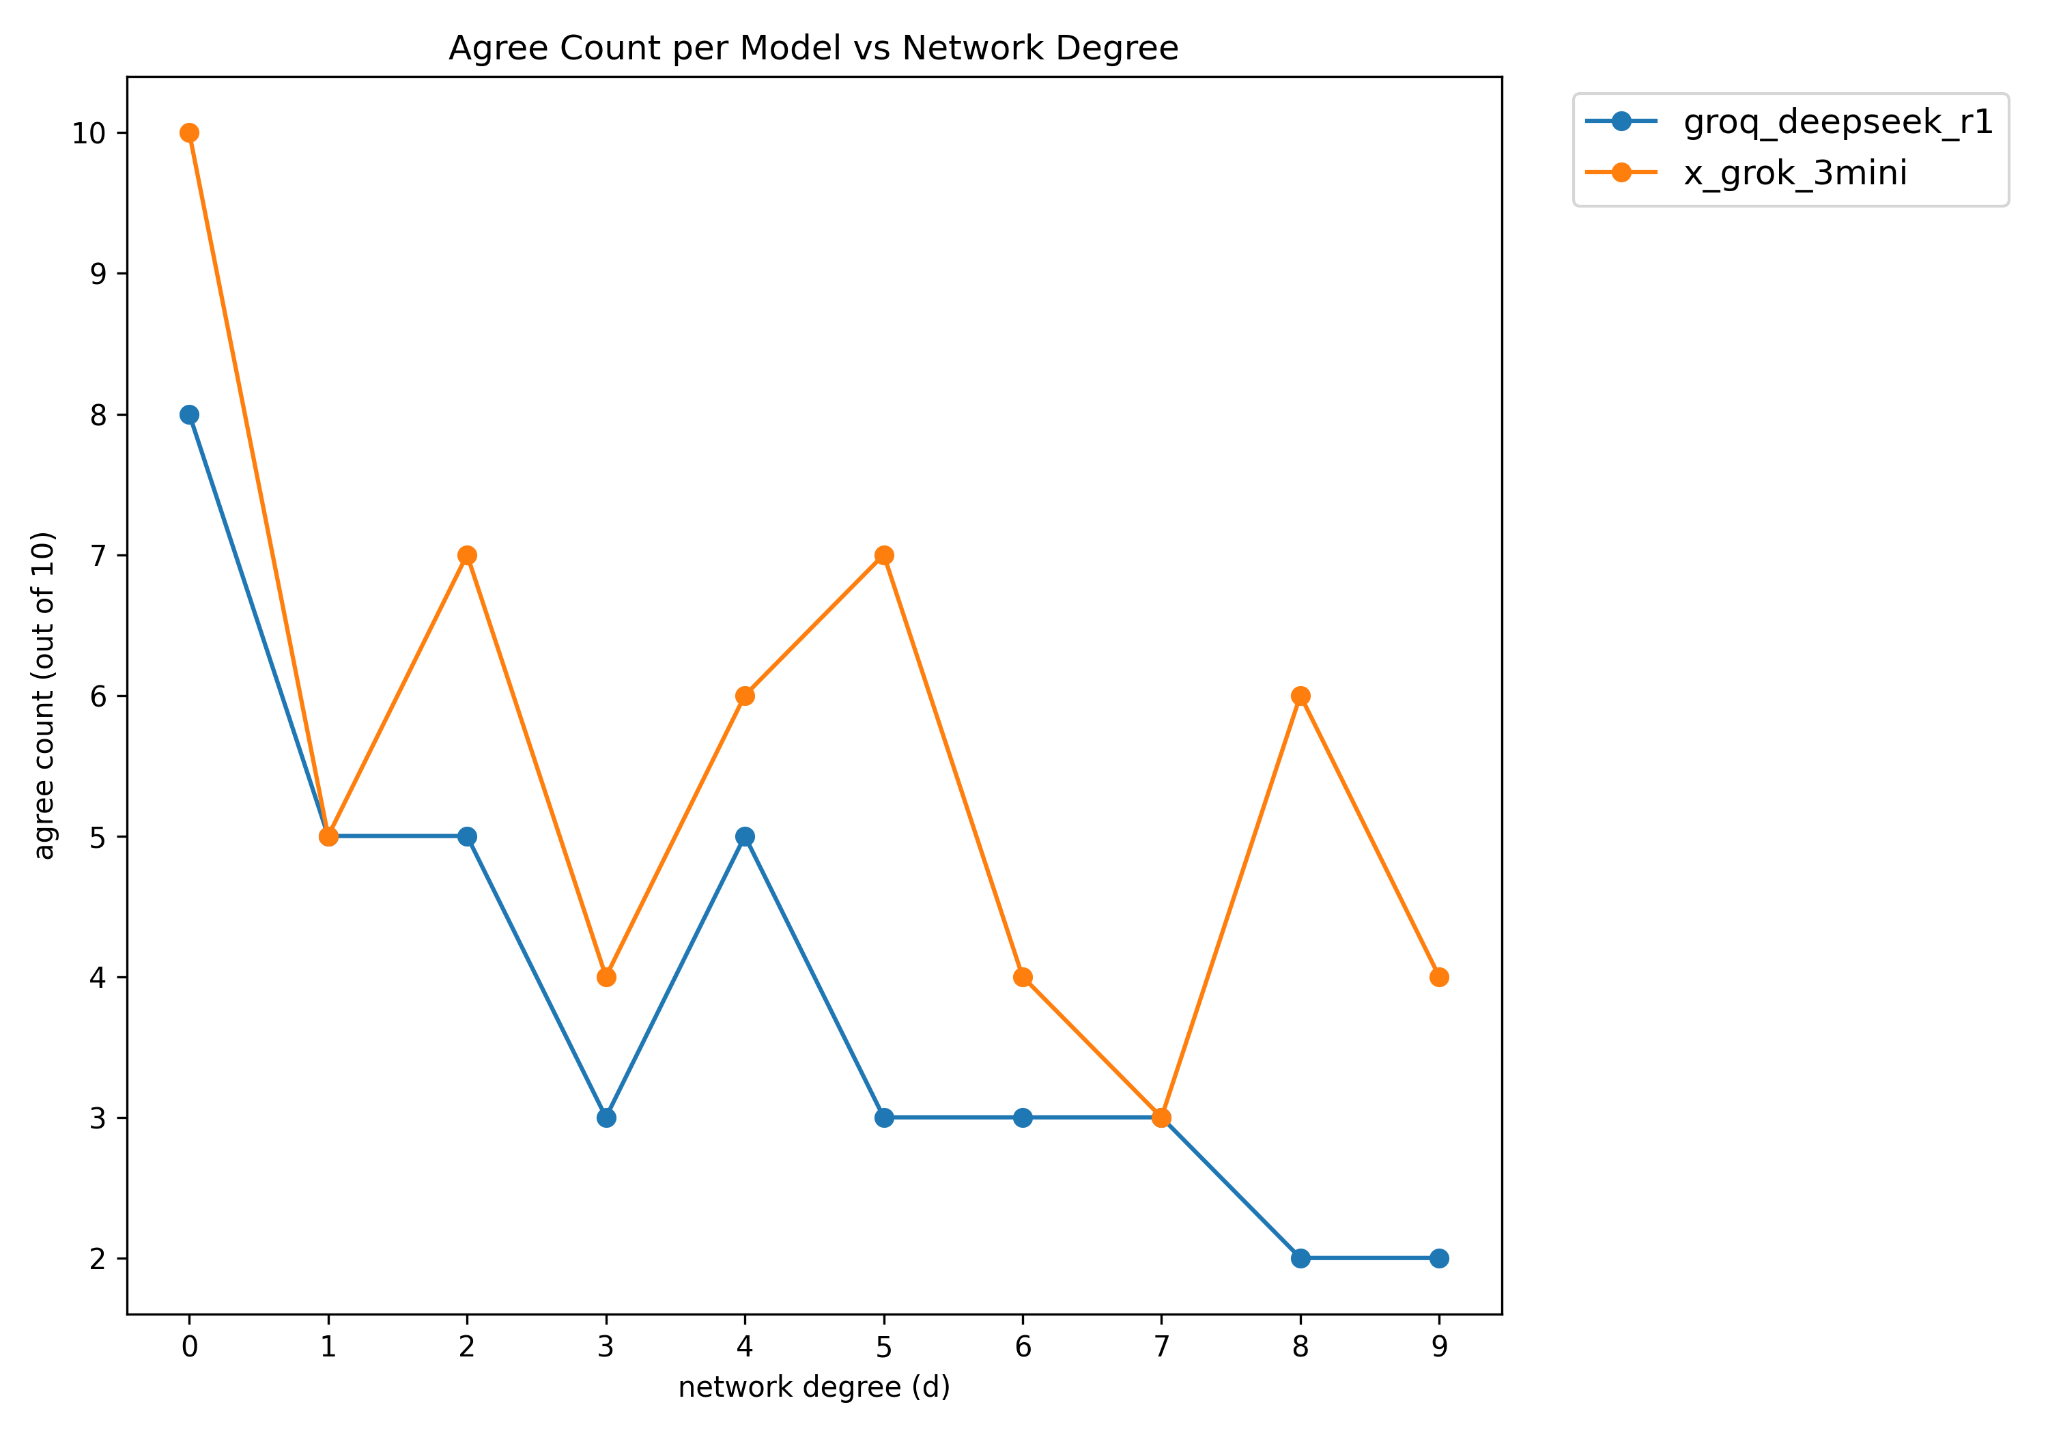 Agree Count per Model vs Network Degree
groq_deepseek_r1
x_grok_3mini
agree count (out of 10)
10
9
8
7
6
5
4
3
2
0 1 2 3 4 5 6 7 8 9
network degree (d)